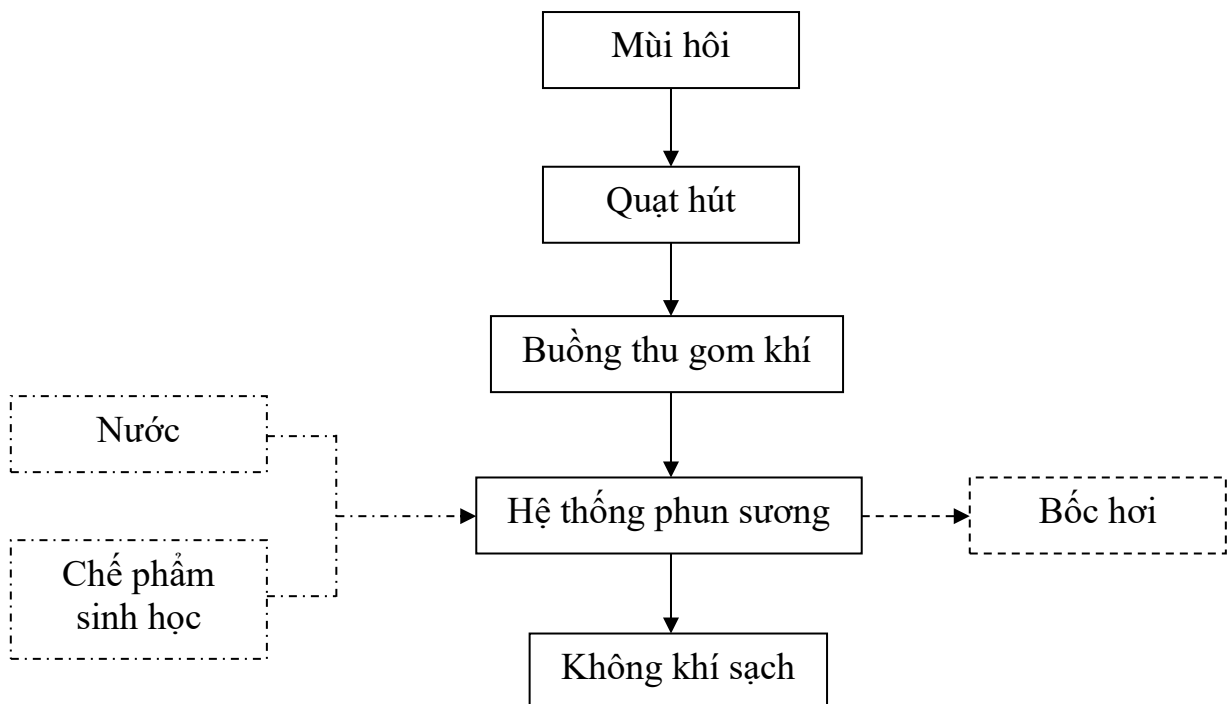 Mùi hôi
Quạt hút
Buồng thu gom khí
Nước
Hệ thống phun sương
Bốc hơi
Chế phẩm
sinh học
Không khí sạch